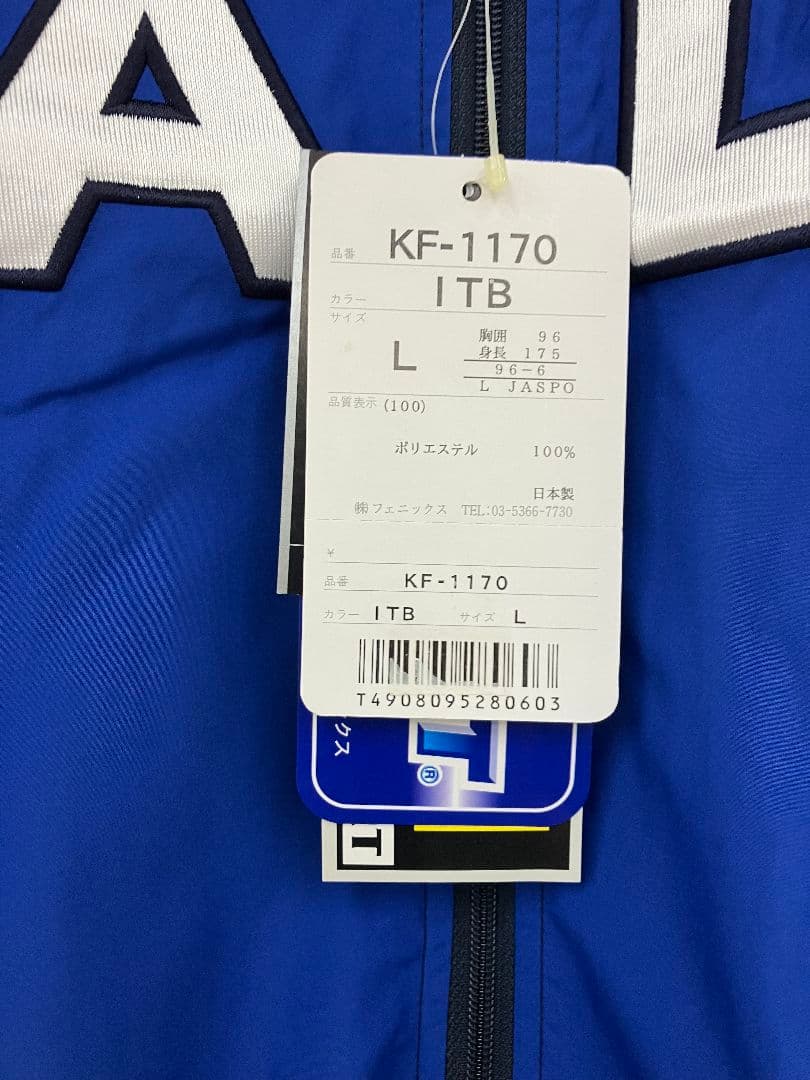 A L
品番 KF-1170
カラー ITB
サイズ
L
胸囲 96
身長 175
96-6
L JASPO
品質表示 (100)
ポリエステル 100%
日本製
㈱フェニックス TEL:03-5366-7730
¥
品番 KF-1170
カラー ITB サイズ L
T4908095280603
クス
T®